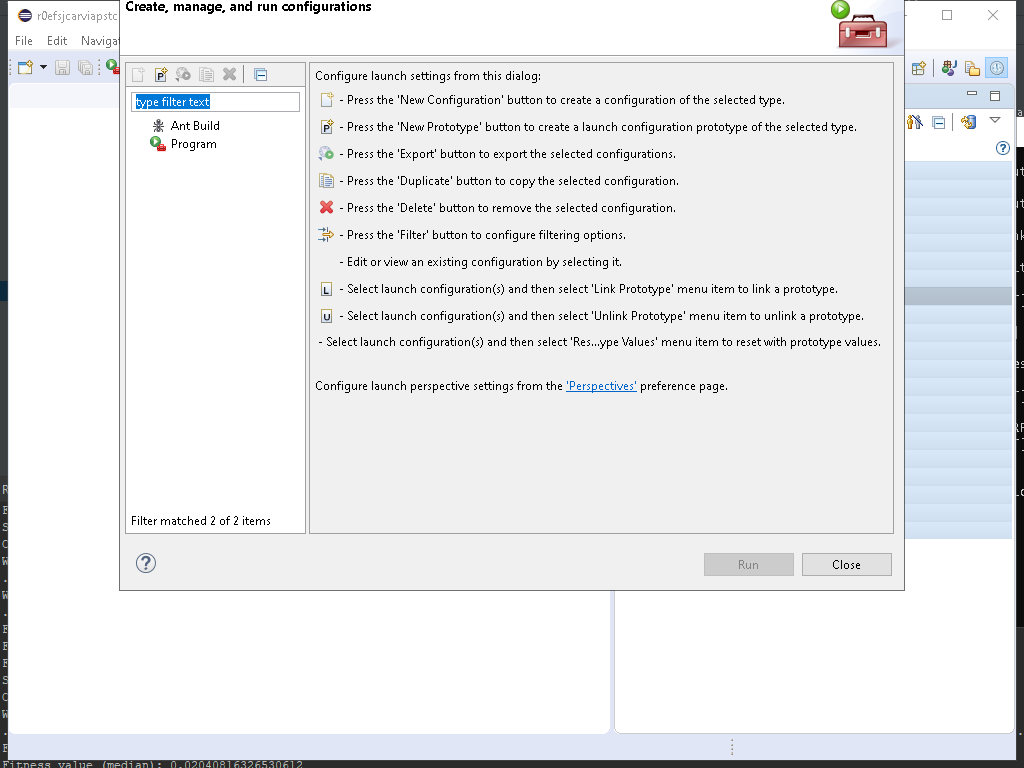 Create, manage, and run configurations
r0efsjcarviapstc
File Edit Naviga
type filter text
Ant Build
Program
Filter matched 2 of 2 items
Configure launch settings from this dialog:
- Press the 'New Configuration' button to create a configuration of the selected type.
P - Press the 'New Prototype' button to create a launch configuration prototype of the selected type.
- Press the 'Export' button to export the selected configurations.
- Press the 'Duplicate' button to copy the selected configuration.
- Press the 'Delete' button to remove the selected configuration.
- Press the 'Filter' button to configure filtering options.
- Edit or view an existing configuration by selecting it.
L - Select launch configuration(s) and then select 'Link Prototype' menu item to link a prototype.
U - Select launch configuration(s) and then select 'Unlink Prototype' menu item to unlink a prototype.
- Select launch configuration(s) and then select 'Res...ype Values' menu item to reset with prototype values.
Configure launch perspective settings from the 'Perspectives' preference page.
Run
Close
Fitness value (median): 0.02040816326530612